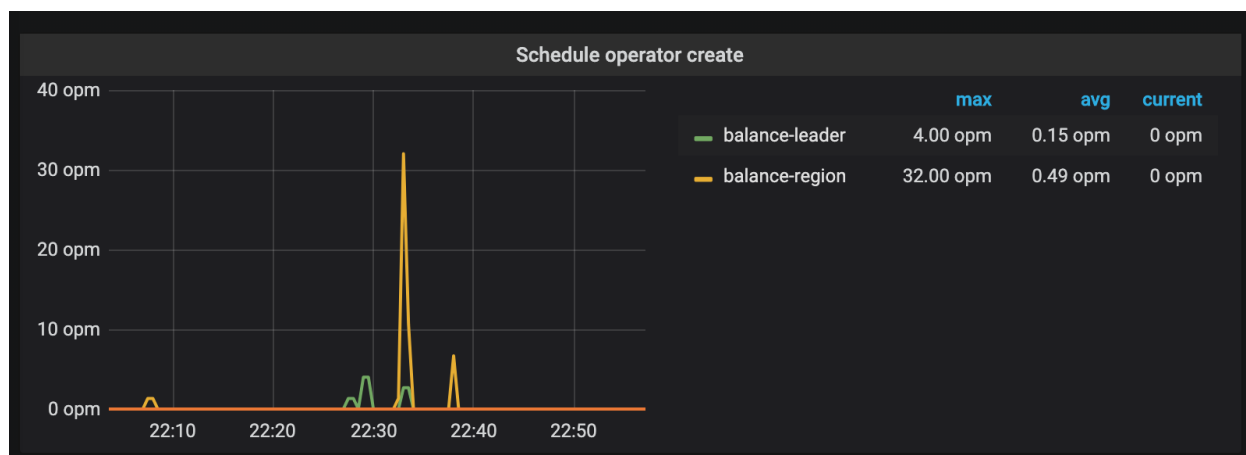 Schedule operator create
40 opm
30 opm
20 opm
10 opm
0 opm
22:10 22:20 22:30 22:40 22:50
max avg current
balance-leader 4.00 opm 0.15 opm 0 opm
balance-region 32.00 opm 0.49 opm 0 opm